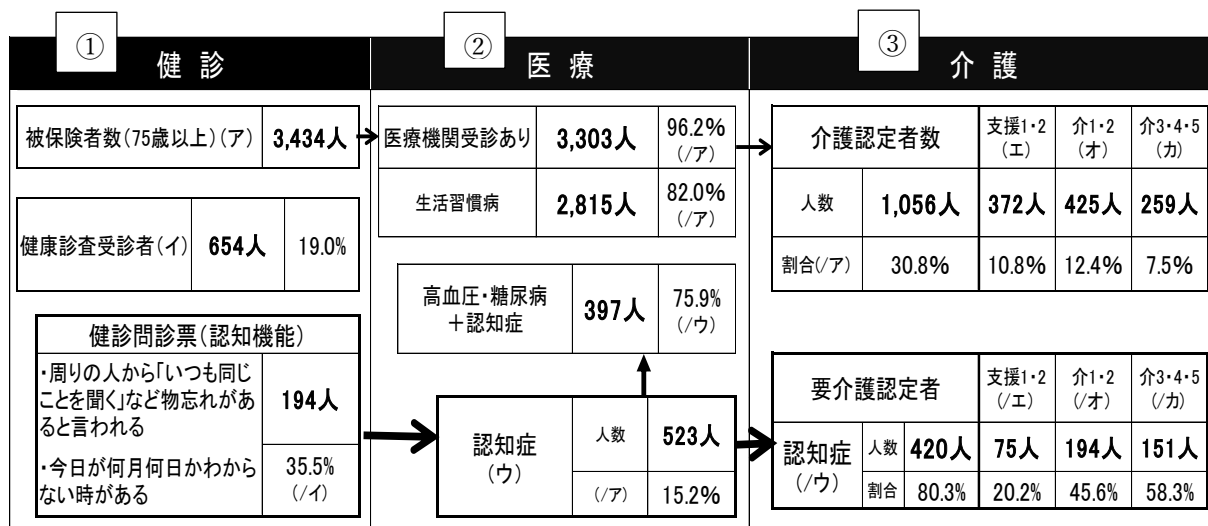 ①
健 診
②
医 療
③
介 護
被保険者数(75歳以上)(ア) 3,434人
健康診査受診者(イ) 654人 19.0%
健診問診票(認知機能)
・周りの人から「いつも同じ
ことを聞く」など物忘れがあ
ると言われる
・今日が何月何日かわから
ない時がある
194人
35.5%
(/イ)
医療機関受診あり 3,303人 96.2%
(/ア)
生活習慣病 2,815人 82.0%
(/ア)
高血圧・糖尿病
+認知症
397人 75.9%
(/ウ)
認知症
(ウ)
人数 523人
(/ア) 15.2%
介護認定者数 支援1・2 介1・2 介3・4・5
(エ) (オ) (カ)
人数 1,056人 372人 425人 259人
割合(/ア) 30.8% 10.8% 12.4% 7.5%
要介護認定者 支援1・2 介1・2 介3・4・5
(/エ) (/オ) (/カ)
認知症
(/ウ)
人数 420人 75人 194人 151人
割合 80.3% 20.2% 45.6% 58.3%